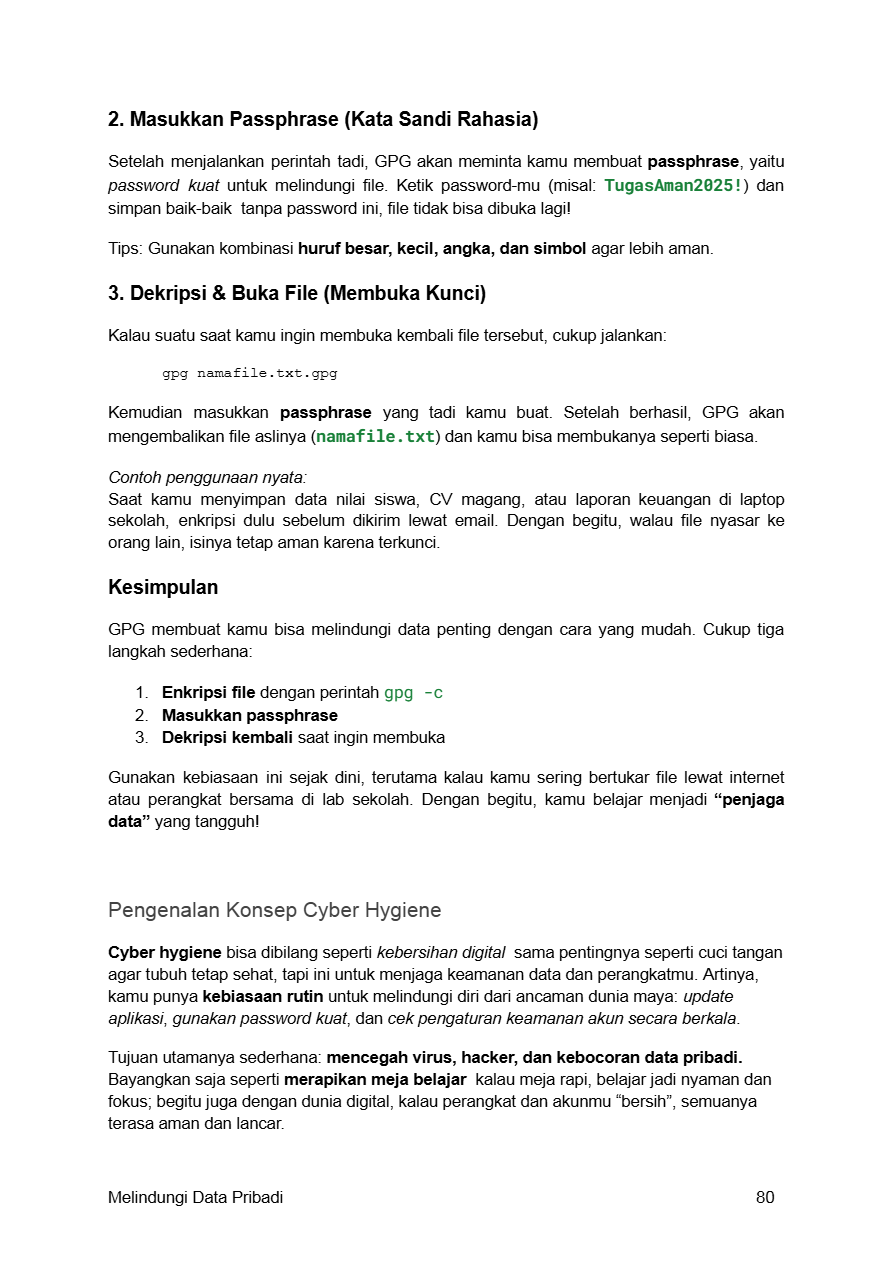 2. Masukkan Passphrase (Kata Sandi Rahasia)
Setelah menjalankan perintah tadi, GPG akan meminta kamu membuat passphrase, yaitu
password kuat untuk melindungi file. Ketik password-mu (misal: TugasAman2025!) dan
simpan baik-baik  tanpa password ini, file tidak bisa dibuka lagi!
Tips: Gunakan kombinasi huruf besar, kecil, angka, dan simbol agar lebih aman.
3. Dekripsi & Buka File (Membuka Kunci)
Kalau suatu saat kamu ingin membuka kembali file tersebut, cukup jalankan:
gpg namafile.txt.gpg
Kemudian masukkan passphrase yang tadi kamu buat. Setelah berhasil, GPG akan
mengembalikan file aslinya (namafile.txt) dan kamu bisa membukanya seperti biasa.
Contoh penggunaan nyata:
Saat kamu menyimpan data nilai siswa, CV magang, atau laporan keuangan di laptop
sekolah, enkripsi dulu sebelum dikirim lewat email. Dengan begitu, walau file nyasar ke
orang lain, isinya tetap aman karena terkunci.
Kesimpulan
GPG membuat kamu bisa melindungi data penting dengan cara yang mudah. Cukup tiga
langkah sederhana:
1. Enkripsi file dengan perintah gpg -c
2. Masukkan passphrase
3. Dekripsi kembali saat ingin membuka
Gunakan kebiasaan ini sejak dini, terutama kalau kamu sering bertukar file lewat internet
atau perangkat bersama di lab sekolah. Dengan begitu, kamu belajar menjadi “penjaga
data” yang tangguh!
Pengenalan Konsep Cyber Hygiene
Cyber hygiene bisa dibilang seperti kebersihan digital  sama pentingnya seperti cuci tangan
agar tubuh tetap sehat, tapi ini untuk menjaga keamanan data dan perangkatmu. Artinya,
kamu punya kebiasaan rutin untuk melindungi diri dari ancaman dunia maya: update
aplikasi, gunakan password kuat, dan cek pengaturan keamanan akun secara berkala.
Tujuan utamanya sederhana: mencegah virus, hacker, dan kebocoran data pribadi.
Bayangkan saja seperti merapikan meja belajar  kalau meja rapi, belajar jadi nyaman dan
fokus; begitu juga dengan dunia digital, kalau perangkat dan akunmu “bersih”, semuanya
terasa aman dan lancar.
Melindungi Data Pribadi 80